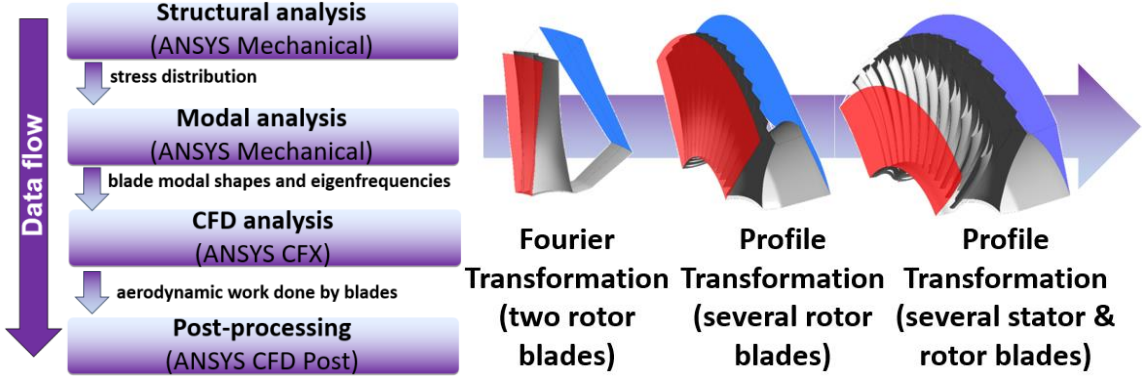 Data flow
Structural analysis
(ANSYS Mechanical)
stress distribution
Modal analysis
(ANSYS Mechanical)
blade modal shapes and eigenfrequencies
CFD analysis
(ANSYS CFX)
aerodynamic work done by blades
Post-processing
(ANSYS CFD Post)
Fourier
Transformation
(two rotor
blades)
Profile
Transformation
(several rotor
blades)
Profile
Transformation
(several stator &
rotor blades)